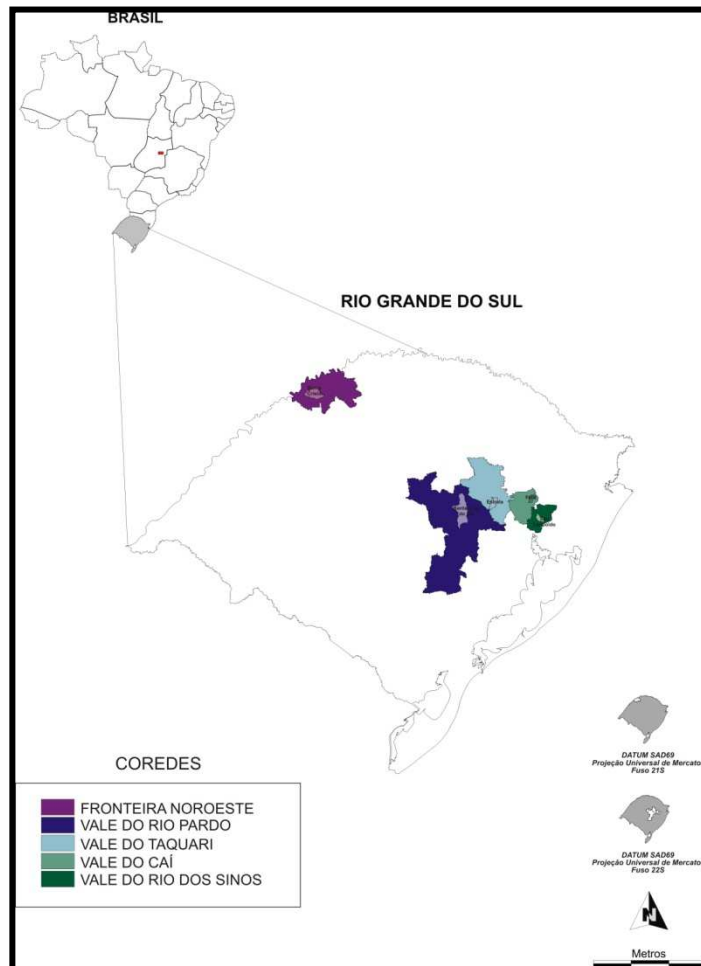 BRASIL
RIO GRANDE DO SUL
Estrela
Feliz
COREDES
FRONTEIRA NOROESTE
VALE DO RIO PARDO
VALE DO TAQUARI
VALE DO CAÍ
VALE DO RIO DOS SINOS
DATUM SAD69
Projeção Universal de Mercato
Fuso 21S
DATUM SAD69
Projeção Universal de Mercato
Fuso 22S
N
Metros